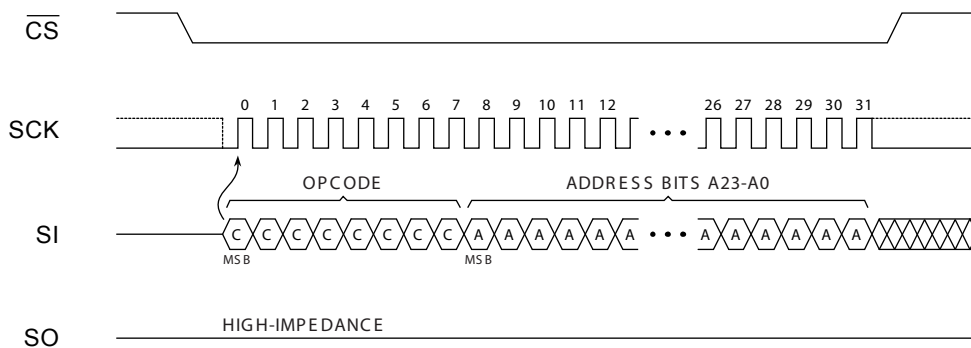 CS
0 1 2 3 4 5 6 7 8 9 10 11 12 26 27 28 29 30 31
SCK
OPCODE ADDRESS BITS A23-A0
SI C C C C C C C C A A A A A A A A A A A A
MSB MSB
HIGH-IMPEDANCE
SO